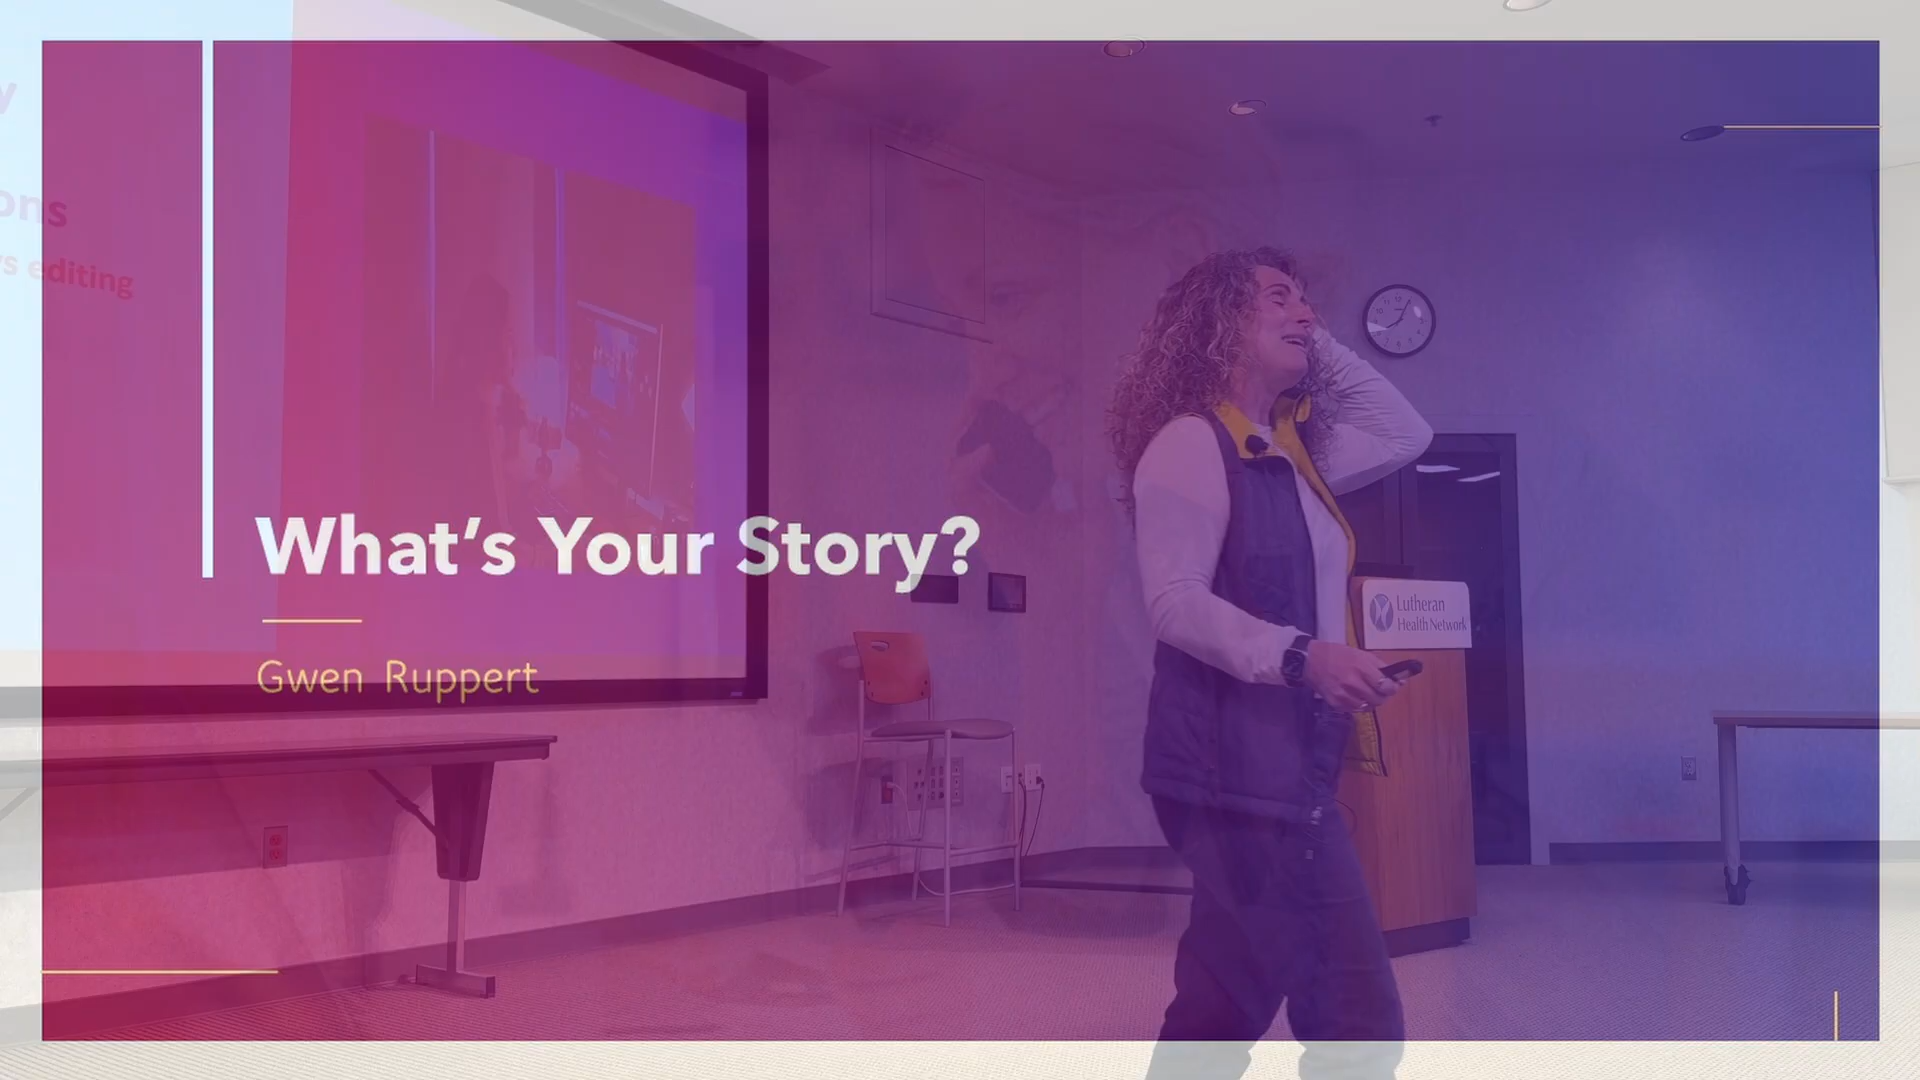 ons
editing
What's Your Story?
Gwen Ruppert
Lutheran
Health Network